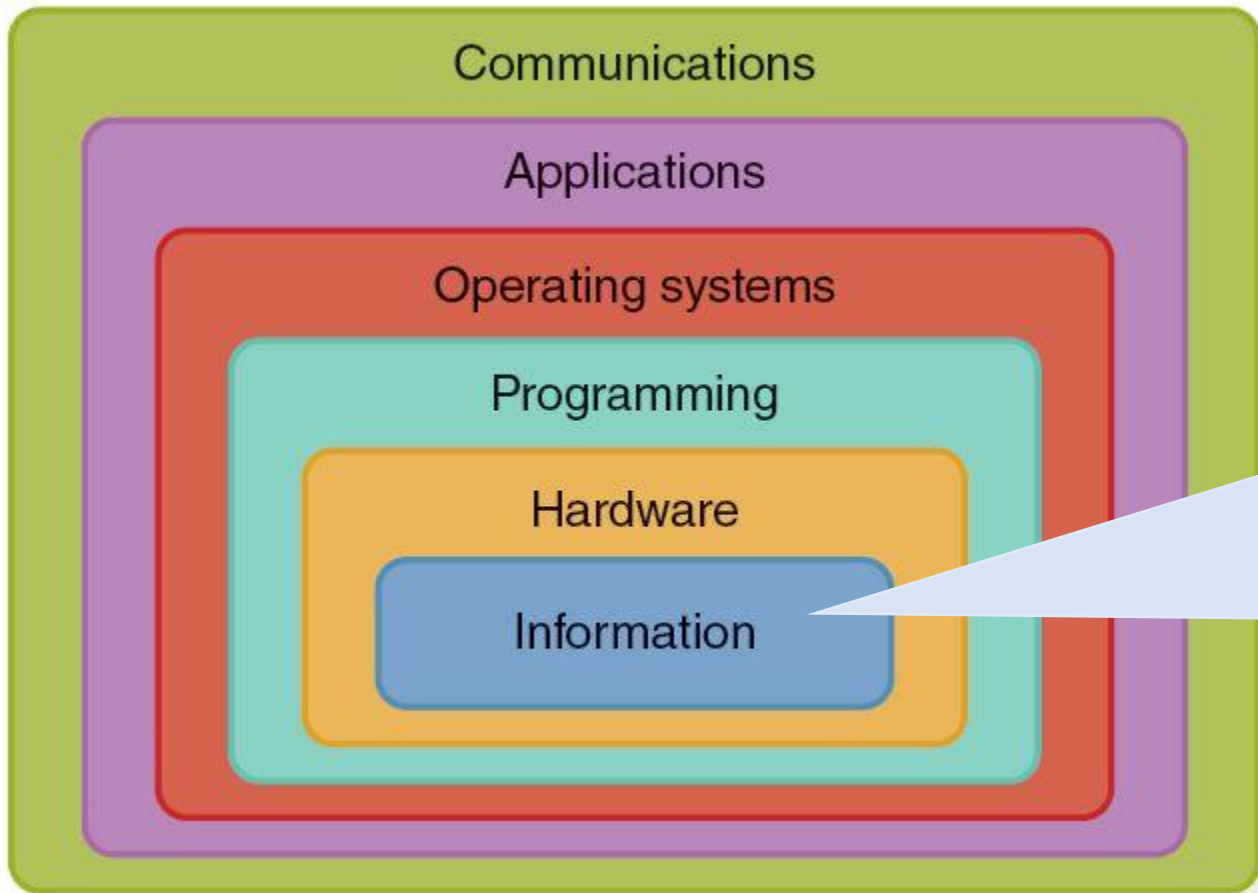 Communications
Applications
Operating systems
Programming
Hardware
Information